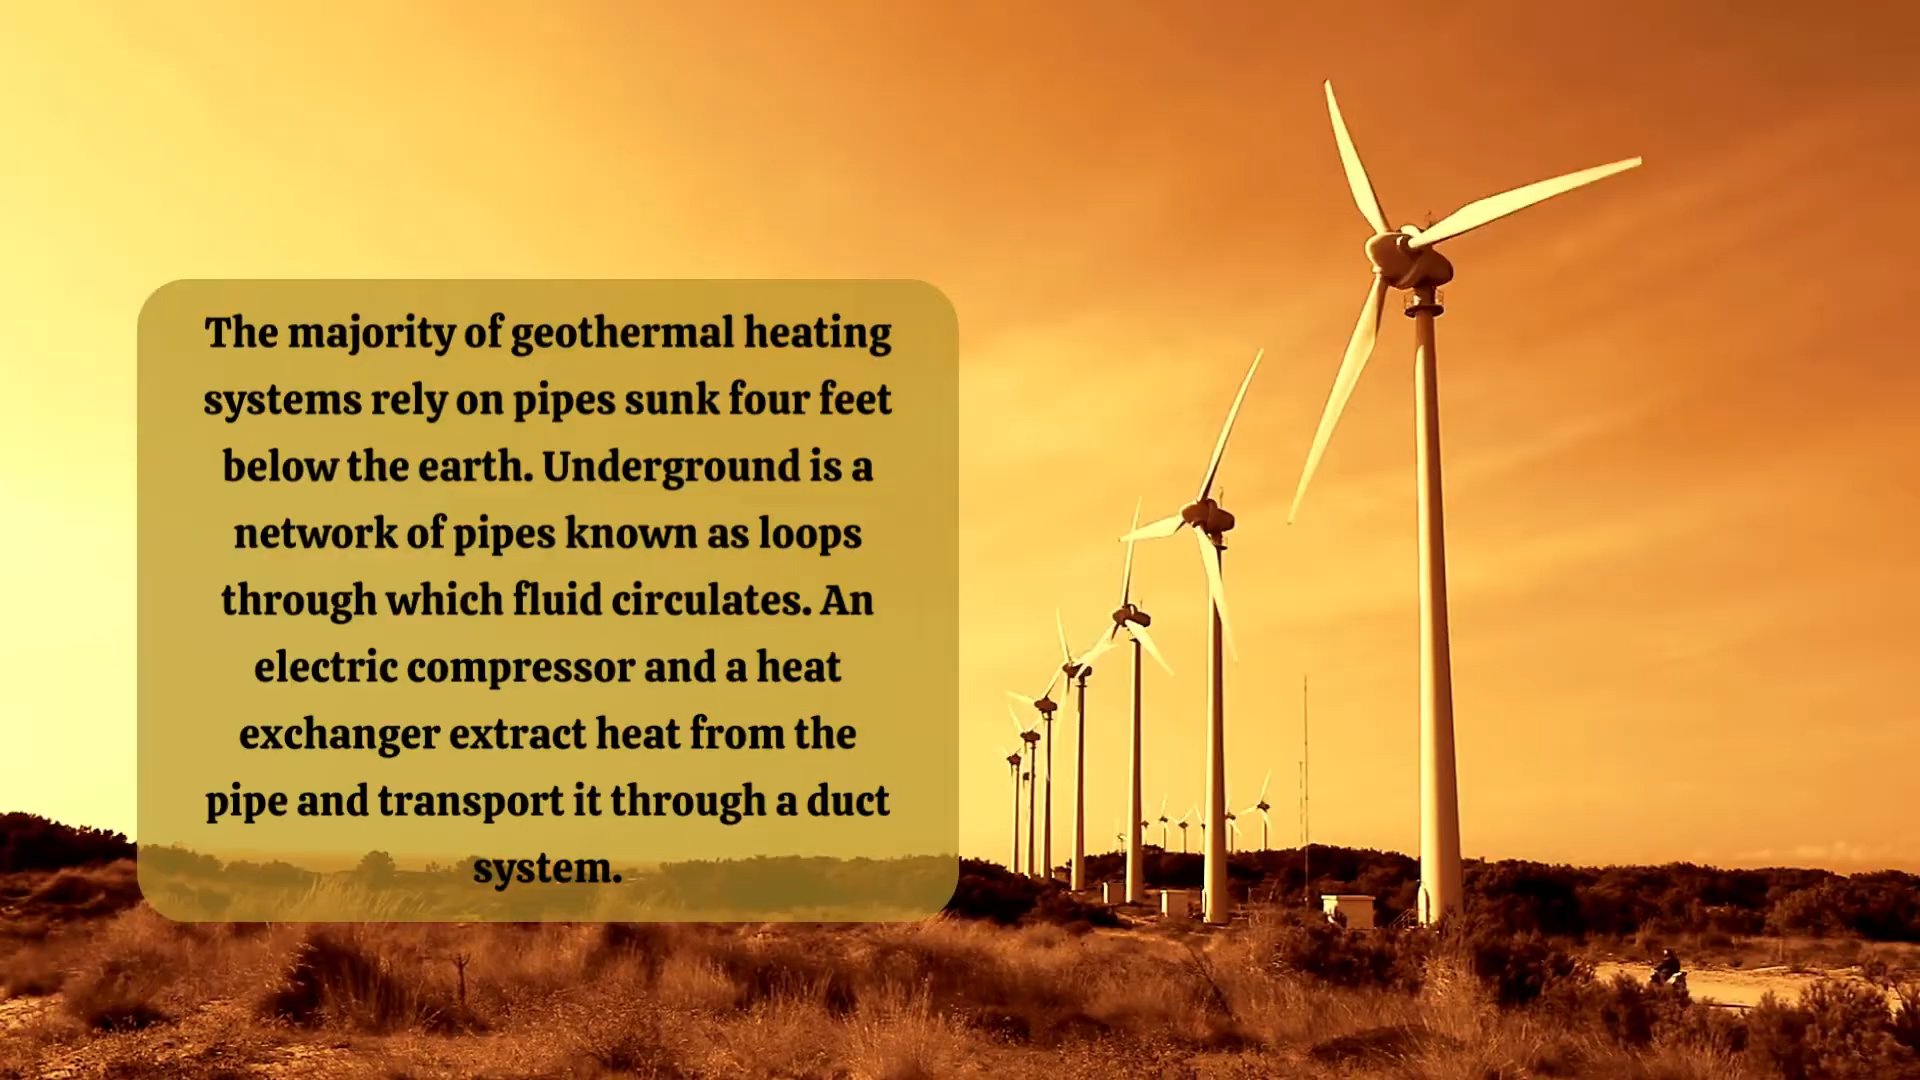 The majority of geothermal heating
systems rely on pipes sunk four feet
below the earth. Underground is a
network of pipes known as loops
through which fluid circulates. An
electric compressor and a heat
exchanger extract heat from the
pipe and transport it through a duct
system.